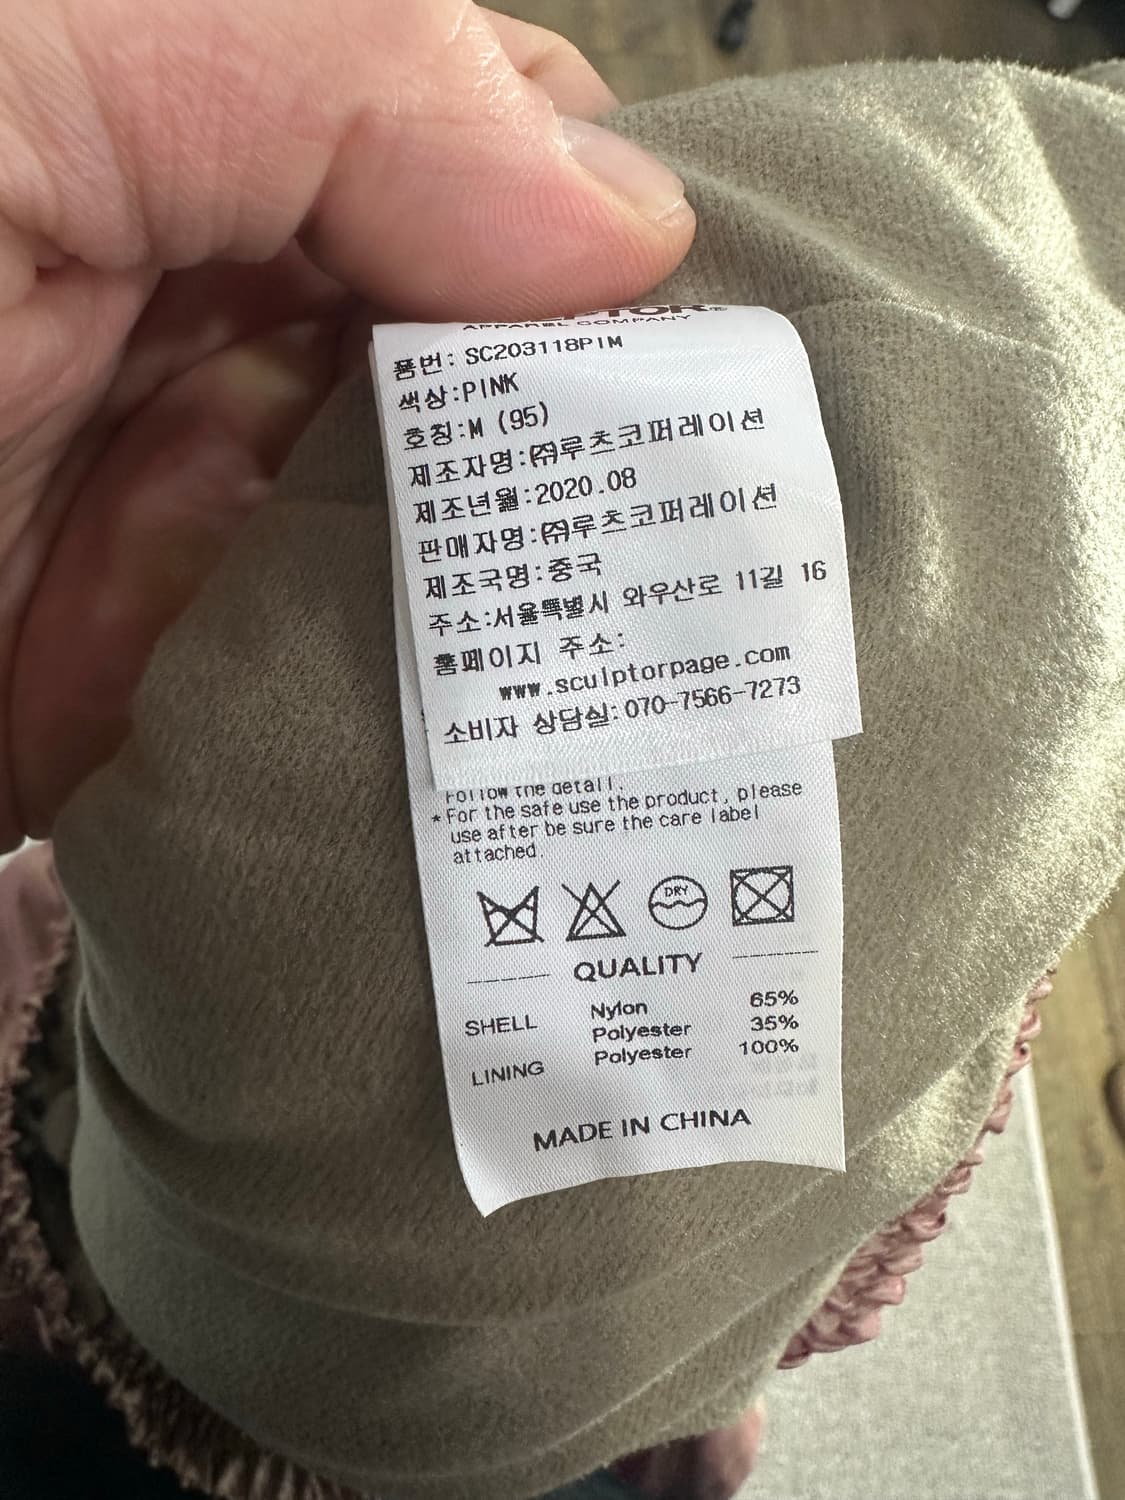 APPAREL COMPANY
품번: SC203118PIM
색상:PINK
호칭:M (95)
제조자명:㈜루츠코퍼레이션
제조년월:2020.08
판매자명:㈜루츠코퍼레이션
제조국명:중국
주소:서울특별시 와우산로 11길 16
홈페이지 주소:
www.sculptorpage.com
소비자 상담실:070-7566-7273
Follow the detail.
* For the safe use the product, please
use after be sure the care label
attached.
DRY
QUALITY
SHELL Nylon 65%
Polyester 35%
LINING Polyester 100%
MADE IN CHINA